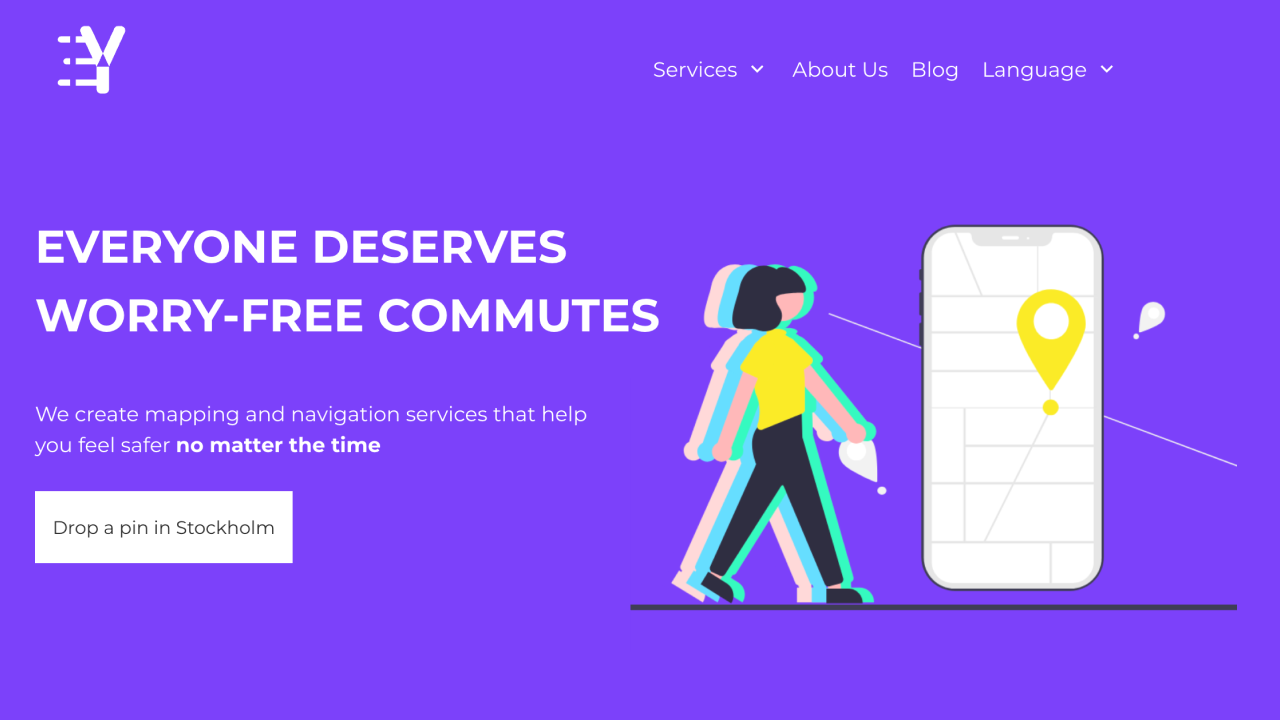 Y
Services
About Us
Blog
Language
EVERYONE DESERVES
WORRY-FREE COMMUTES
We create mapping and navigation services that help
you feel safer no matter the time
Drop a pin in Stockholm